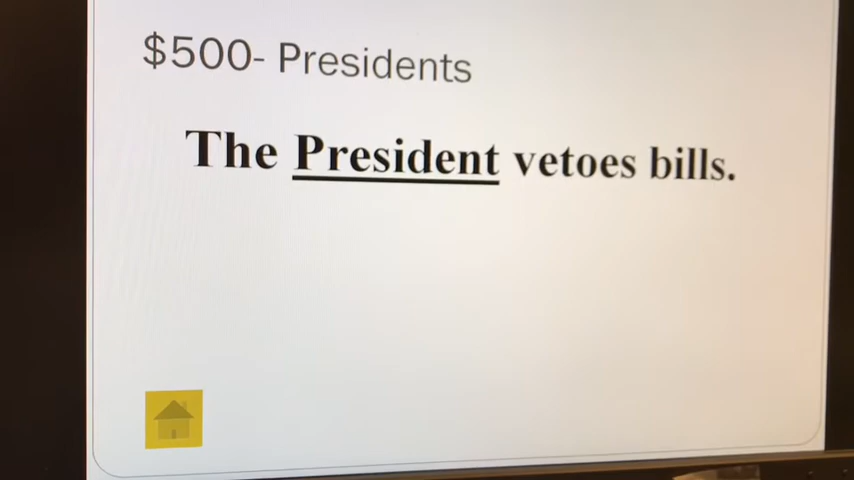 $500- Presidents
The President vetoes bills.